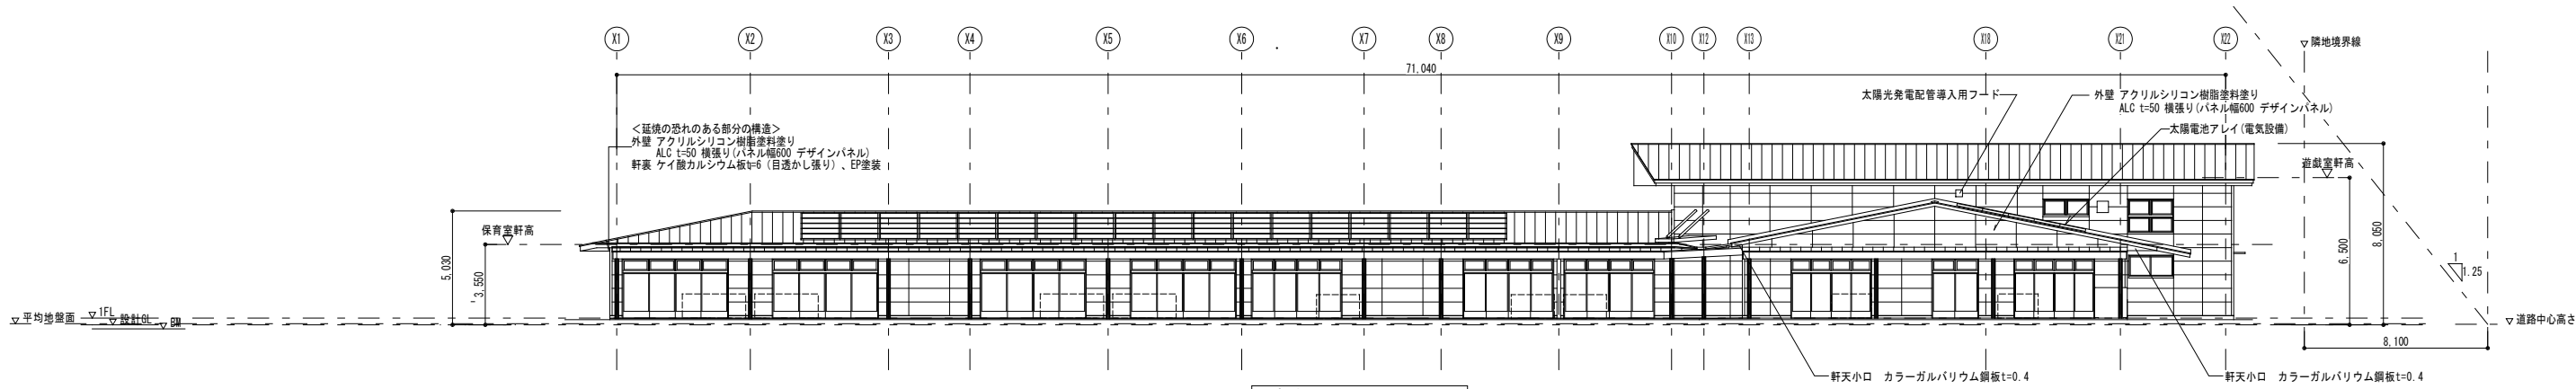 X1 X2 X3 X4 X5 X6 X7 X8 X9 X10 X12 X13 X18 X21 X22
▽隣地境界線
71,040
太陽光発電配管導入用フード
外壁 アクリルシリコン樹脂塗料塗り
ALC t=50 横張り(パネル幅600 デザインパネル)
太陽電池アレイ(電気設備)
<延焼の恐れのある部分の構造>
外壁 アクリルシリコン樹脂塗料塗り
ALC t=50 横張り(パネル幅600 デザインパネル)
軒裏 ケイ酸カルシウム板t=6 (目透かし張り)、EP塗装
遊戯室軒高
保育室軒高
5,030
3,550
6,500
8,050
1
1.25
▽平均地盤面
▽1FL
▽設計GL
▽BM
▽道路中心高さ
8,100
軒天小口 カラーガルバリウム鋼板t=0.4
軒天小口 カラーガルバリウム鋼板t=0.4